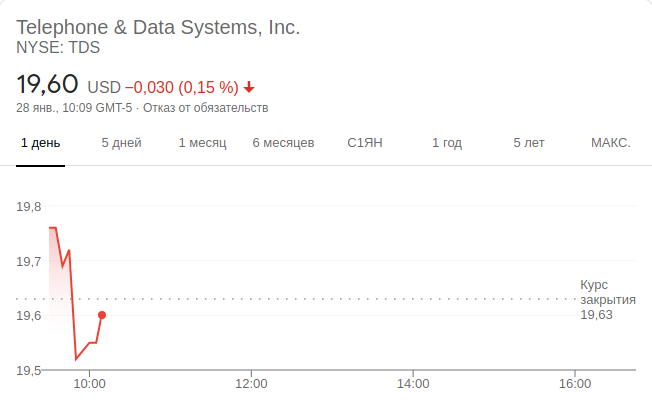 Telephone & Data Systems, Inc.
NYSE: TDS
19,60 USD −0,030 (0,15 %)
28 янв., 10:09 GMT-5 · Отказ от обязательств
1 день 5 дней 1 месяц 6 месяцев С1ЯН 1 год 5 лет МАКС.
19,8
19,7
Курс
закрытия
19,63
19,6
19,5
10:00 12:00 14:00 16:00